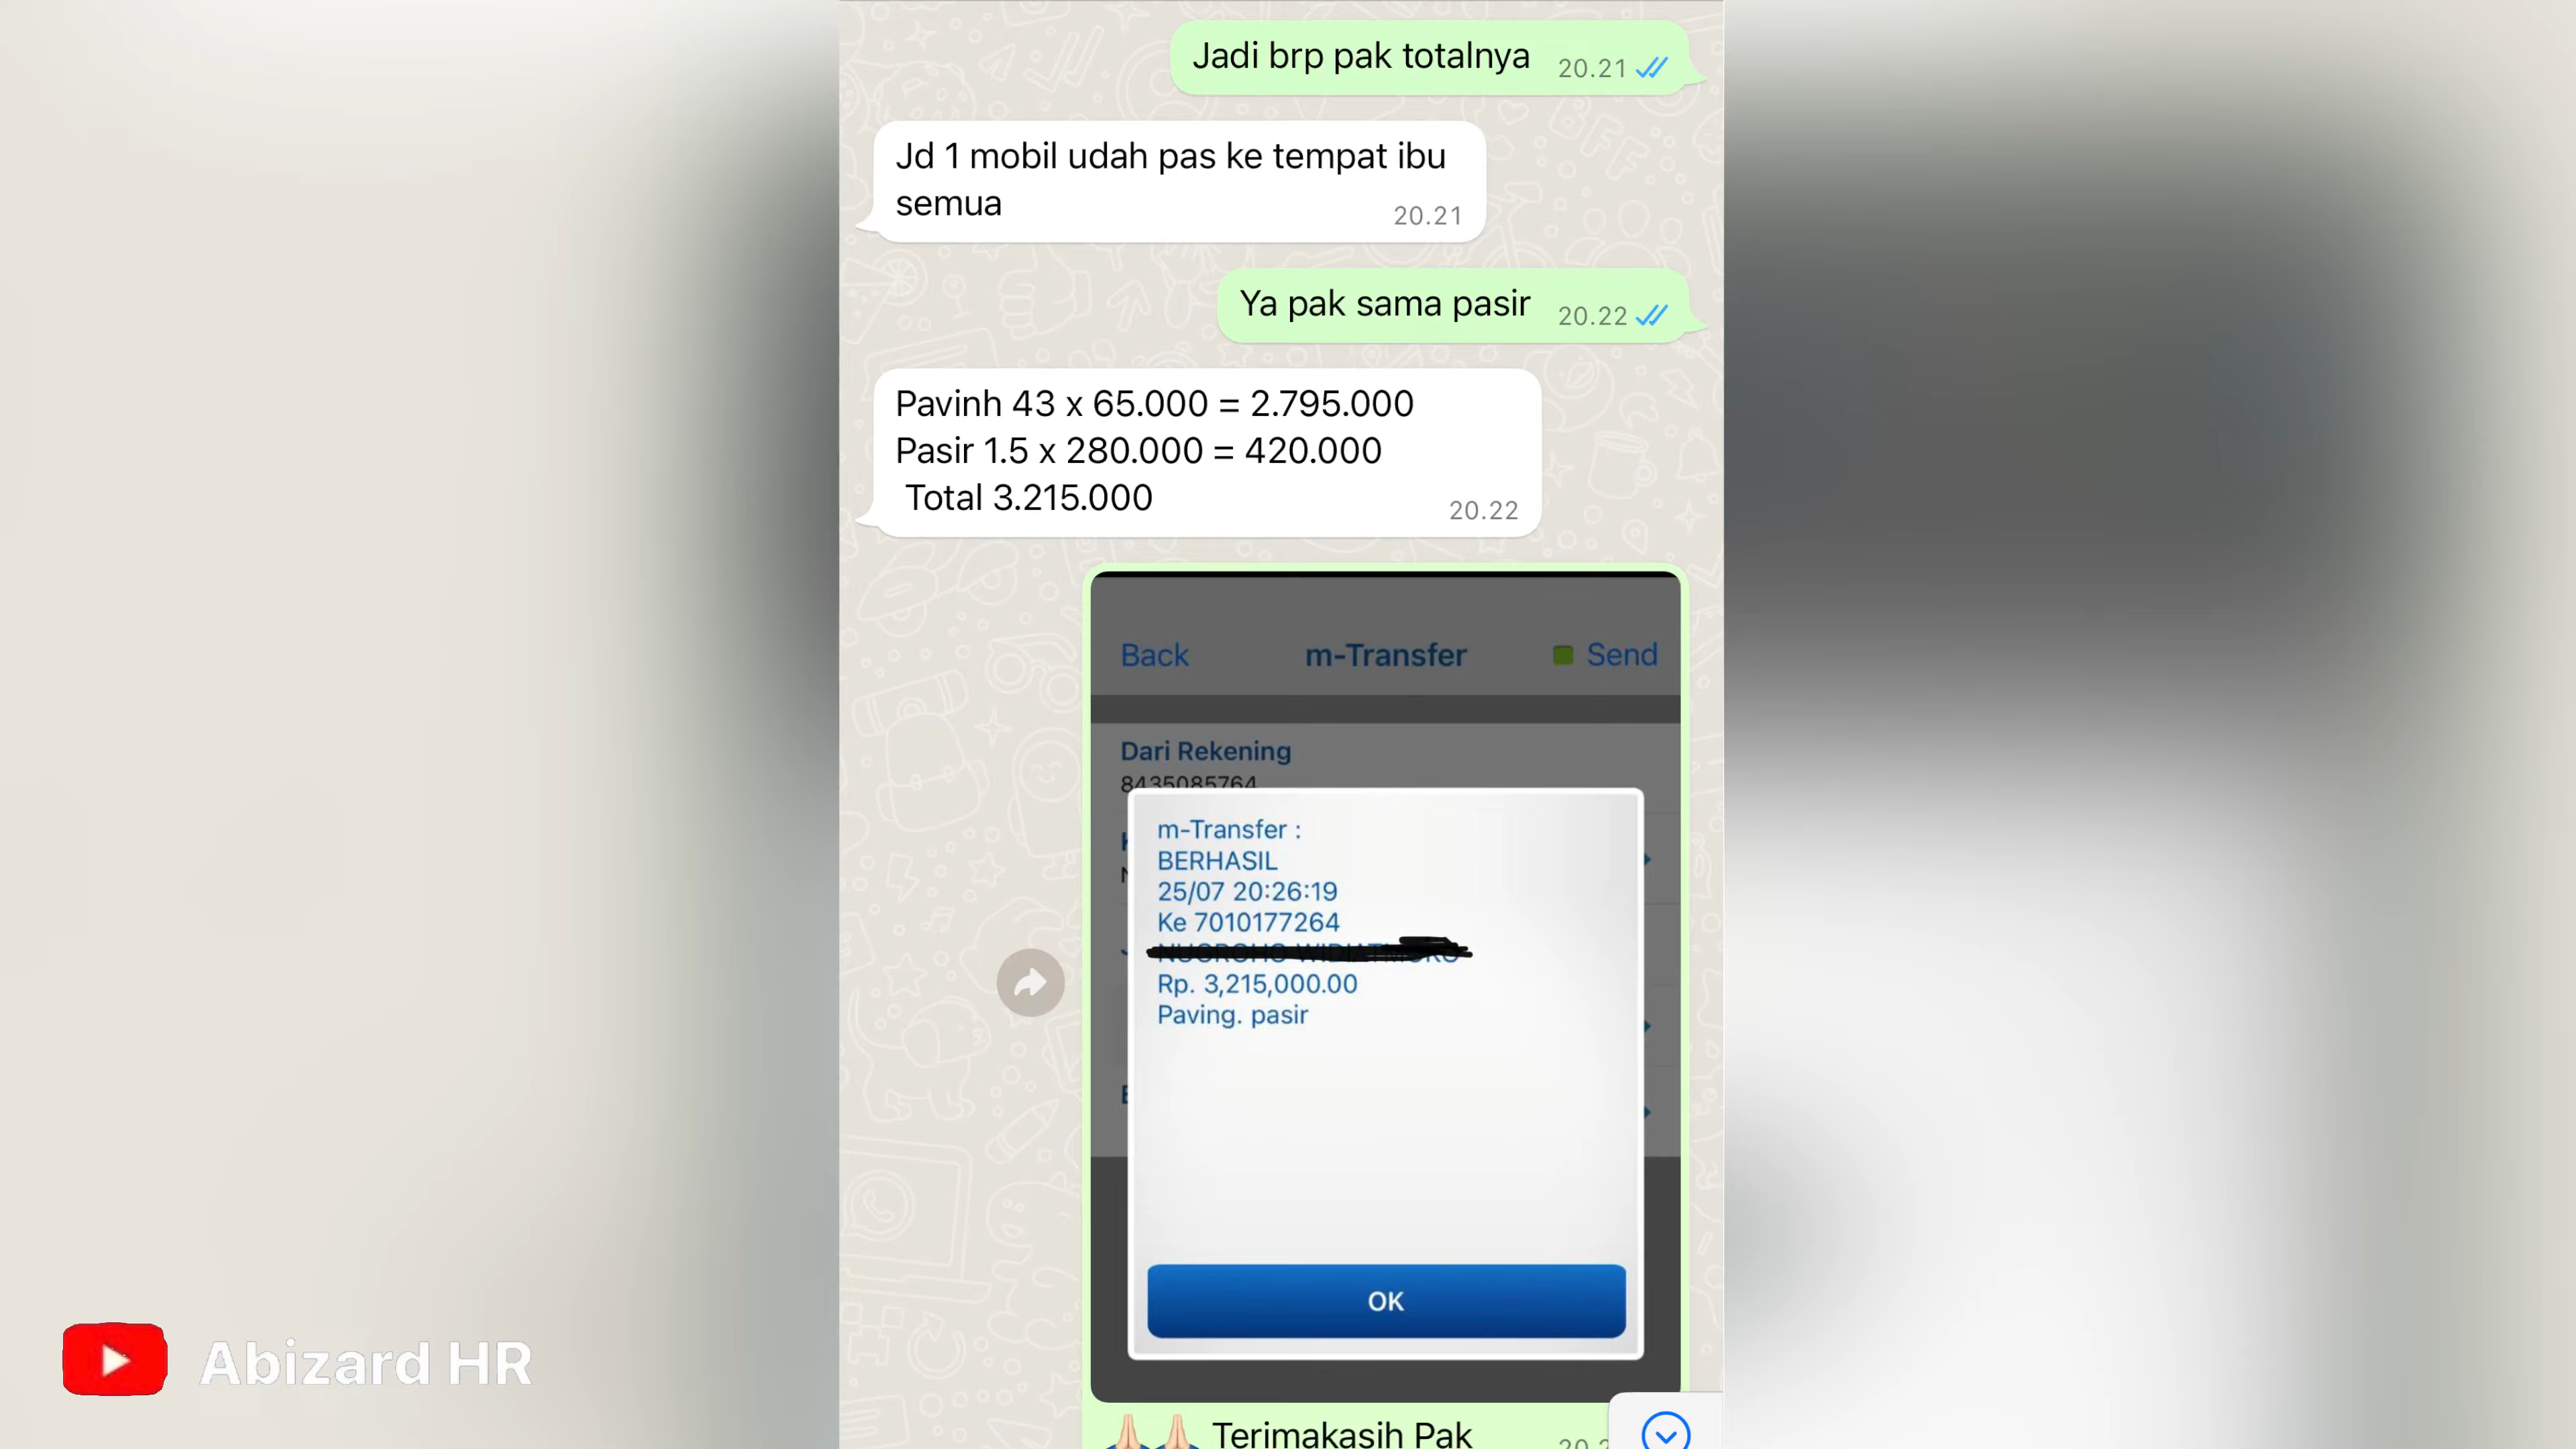 Jadi brp pak totalnya 20.21
Jd 1 mobil udah pas ke tempat ibu
semua 20.21
Ya pak sama pasir 20.22
Pavinh 43 x 65.000 = 2.795.000
Pasir 1.5 x 280.000 = 420.000
Total 3.215.000 20.22
Back m-Transfer Send
Dari Rekening
8435085764
m-Transfer :
BERHASIL
25/07 20:26:19
Ke 7010177264
Rp. 3,215,000.00
Paving. pasir
OK
Terimakasih Pak
Abizard HR